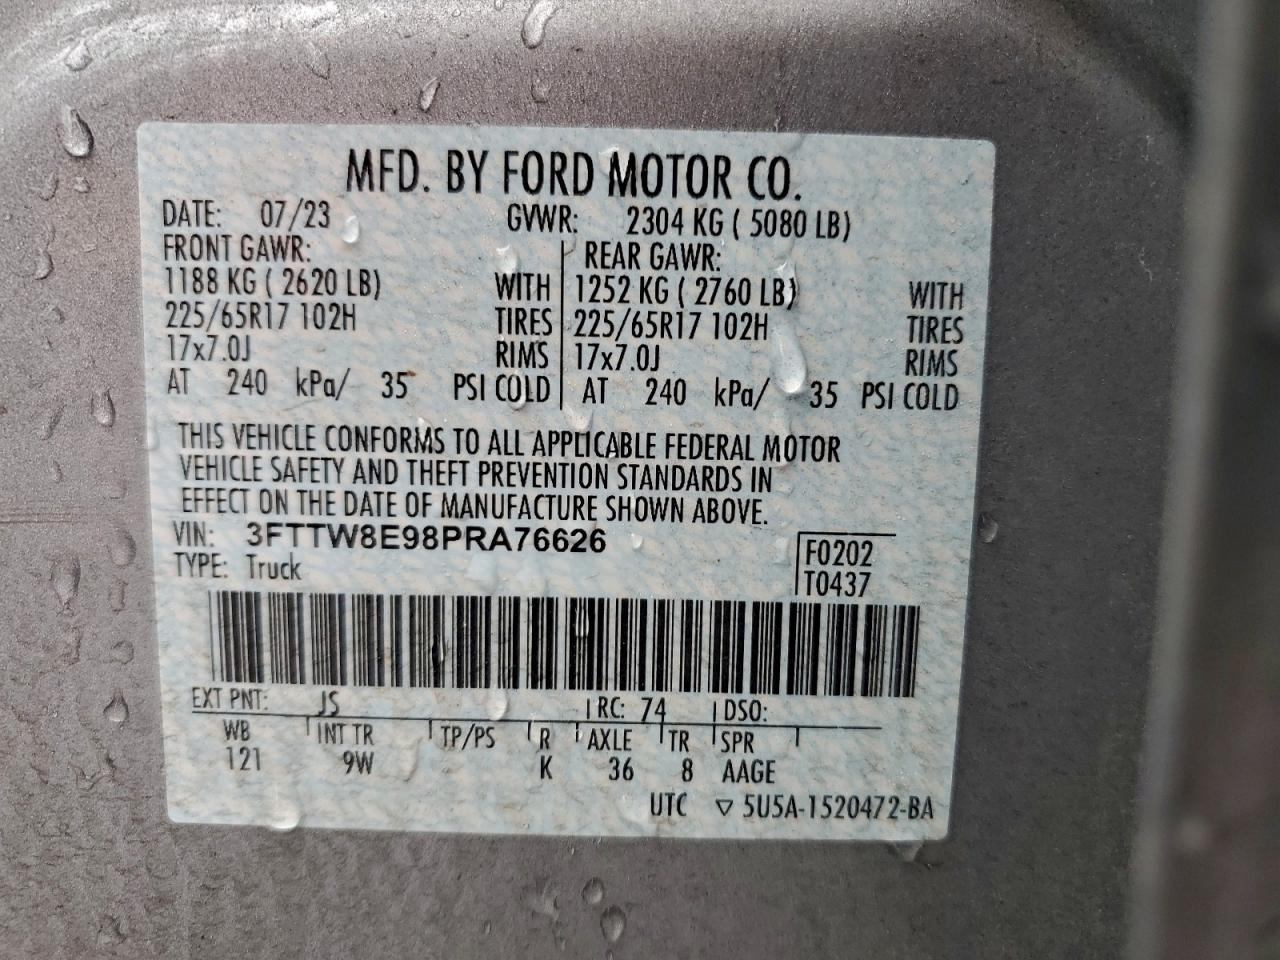 MFD. BY FORD MOTOR CO.
DATE: 07/23 GVWR: 2304 KG ( 5080 LB)
FRONT GAWR: REAR GAWR:
1188 KG ( 2620 LB) WITH 1252 KG ( 2760 LB) WITH
225/65R17 102H TIRES 225/65R17 102H TIRES
17x7.0J RIMS 17x7.0J RIMS
AT 240 kPa/ 35 PSI COLD AT 240 kPa/ 35 PSI COLD
THIS VEHICLE CONFORMS TO ALL APPLICABLE FEDERAL MOTOR
VEHICLE SAFETY AND THEFT PREVENTION STANDARDS IN
EFFECT ON THE DATE OF MANUFACTURE SHOWN ABOVE.
VIN: 3FTTW8E98PRA76626
F0202
TYPE: Truck T0437
EXT PNT: JS RC: 74 DSO:
WB INT TR TP/PS R AXLE TR SPR
121 9W K 36 8 AAGE
UTC ▽ 5U5A-1520472-BA